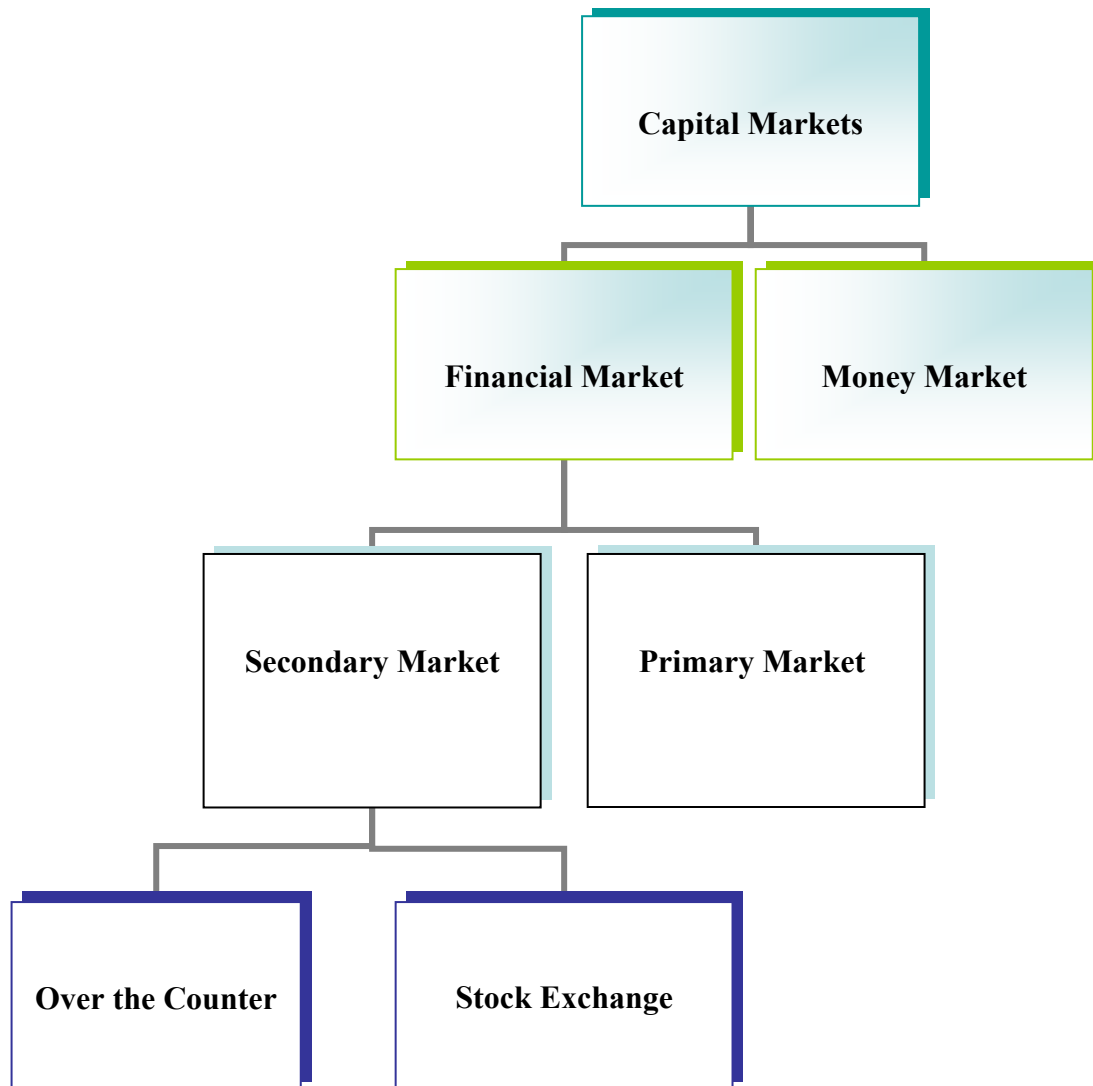 Capital Markets
Financial Market
Money Market
Secondary Market
Primary Market
Over the Counter
Stock Exchange